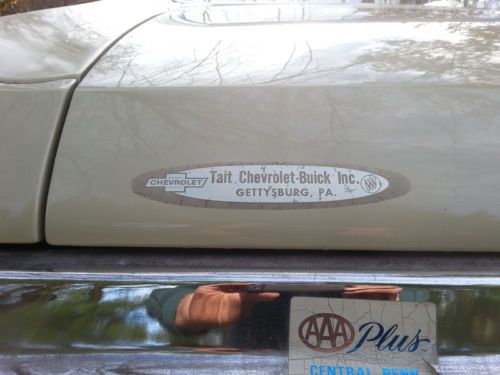 CHEVROLET
Tait Chevrolet-Buick Inc.
GETTYSBURG, PA.
AAA Plus
CENTRAL PENN